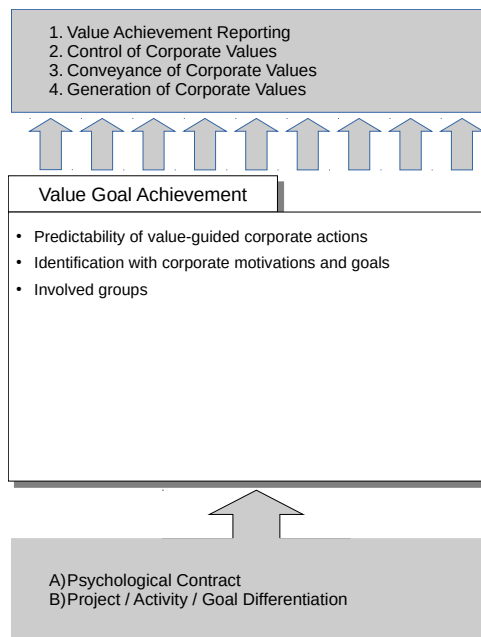 1. Value Achievement Reporting
2. Control of Corporate Values
3. Conveyance of Corporate Values
4. Generation of Corporate Values
Value Goal Achievement
• Predictability of value-guided corporate actions
• Identification with corporate motivations and goals
• Involved groups
A)Psychological Contract
B)Project / Activity / Goal Differentiation